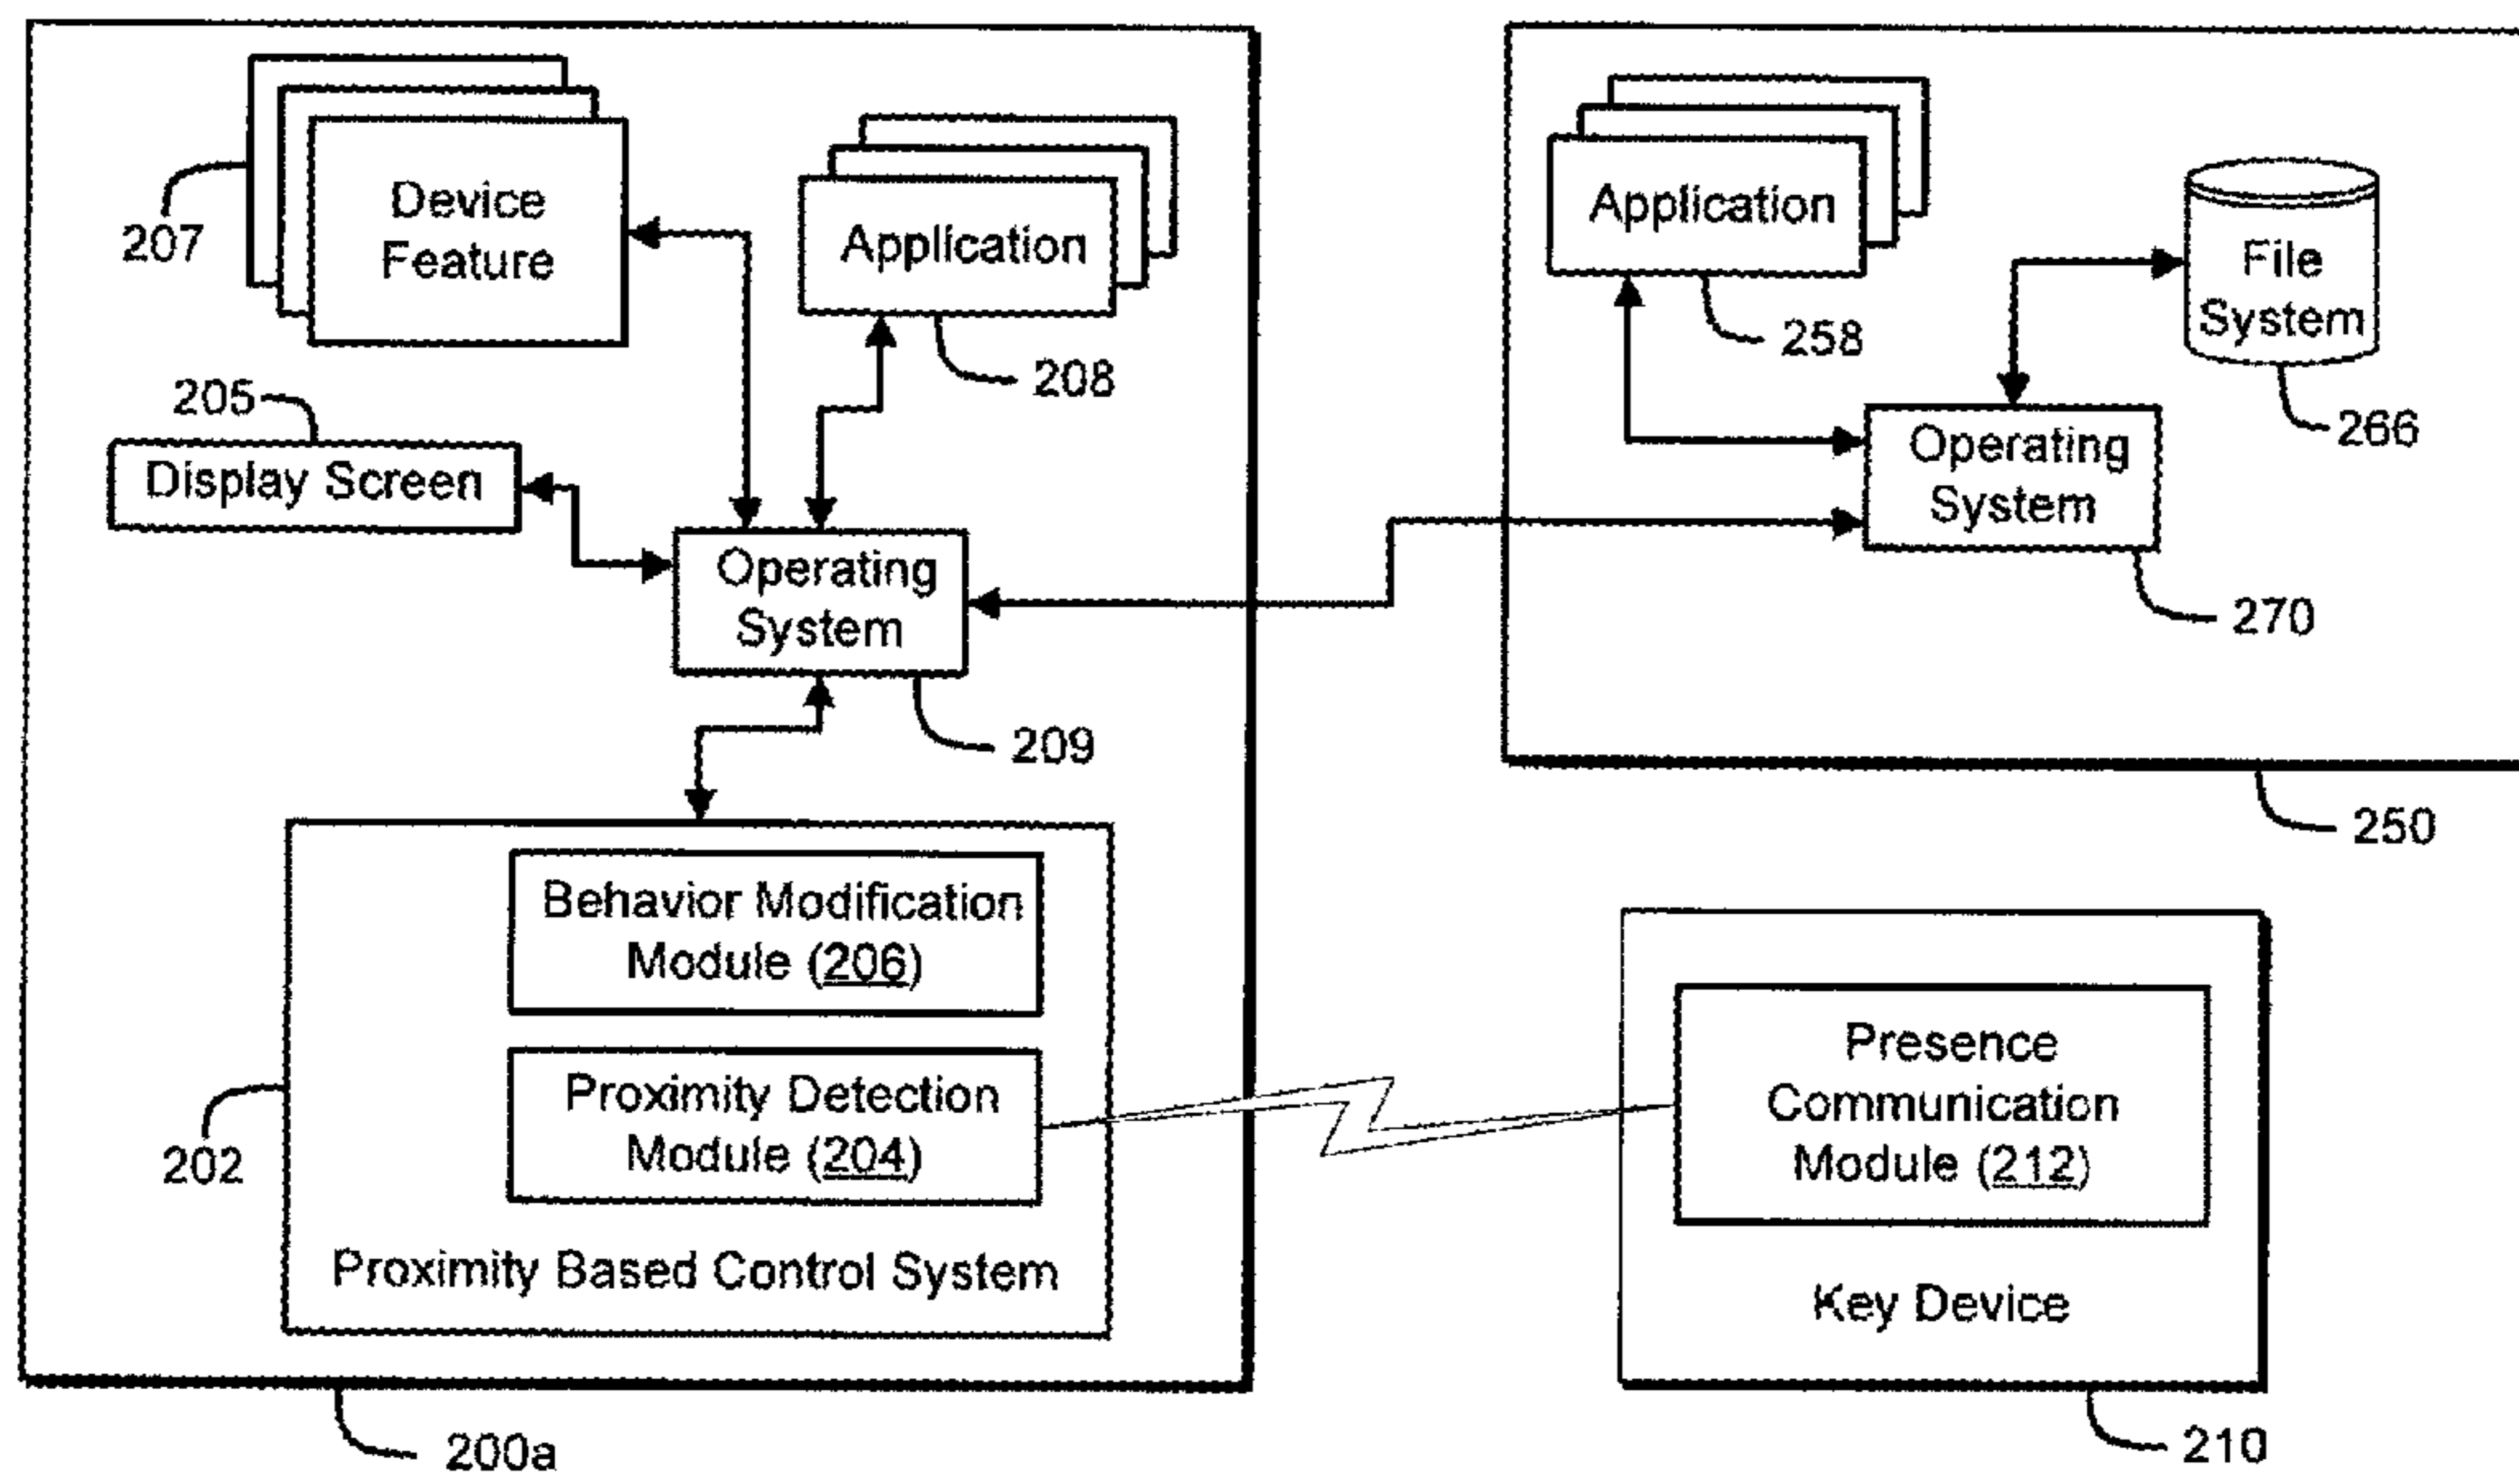 Device
Feature
207
Application
208
205
Display Screen
Operating
System
209
Behavior Modification
Module (206)
Proximity Detection
Module (204)
Proximity Based Control System
202
200a
Application
258
File
System
266
Operating
System
270
250
Presence
Communication
Module (212)
Key Device
210